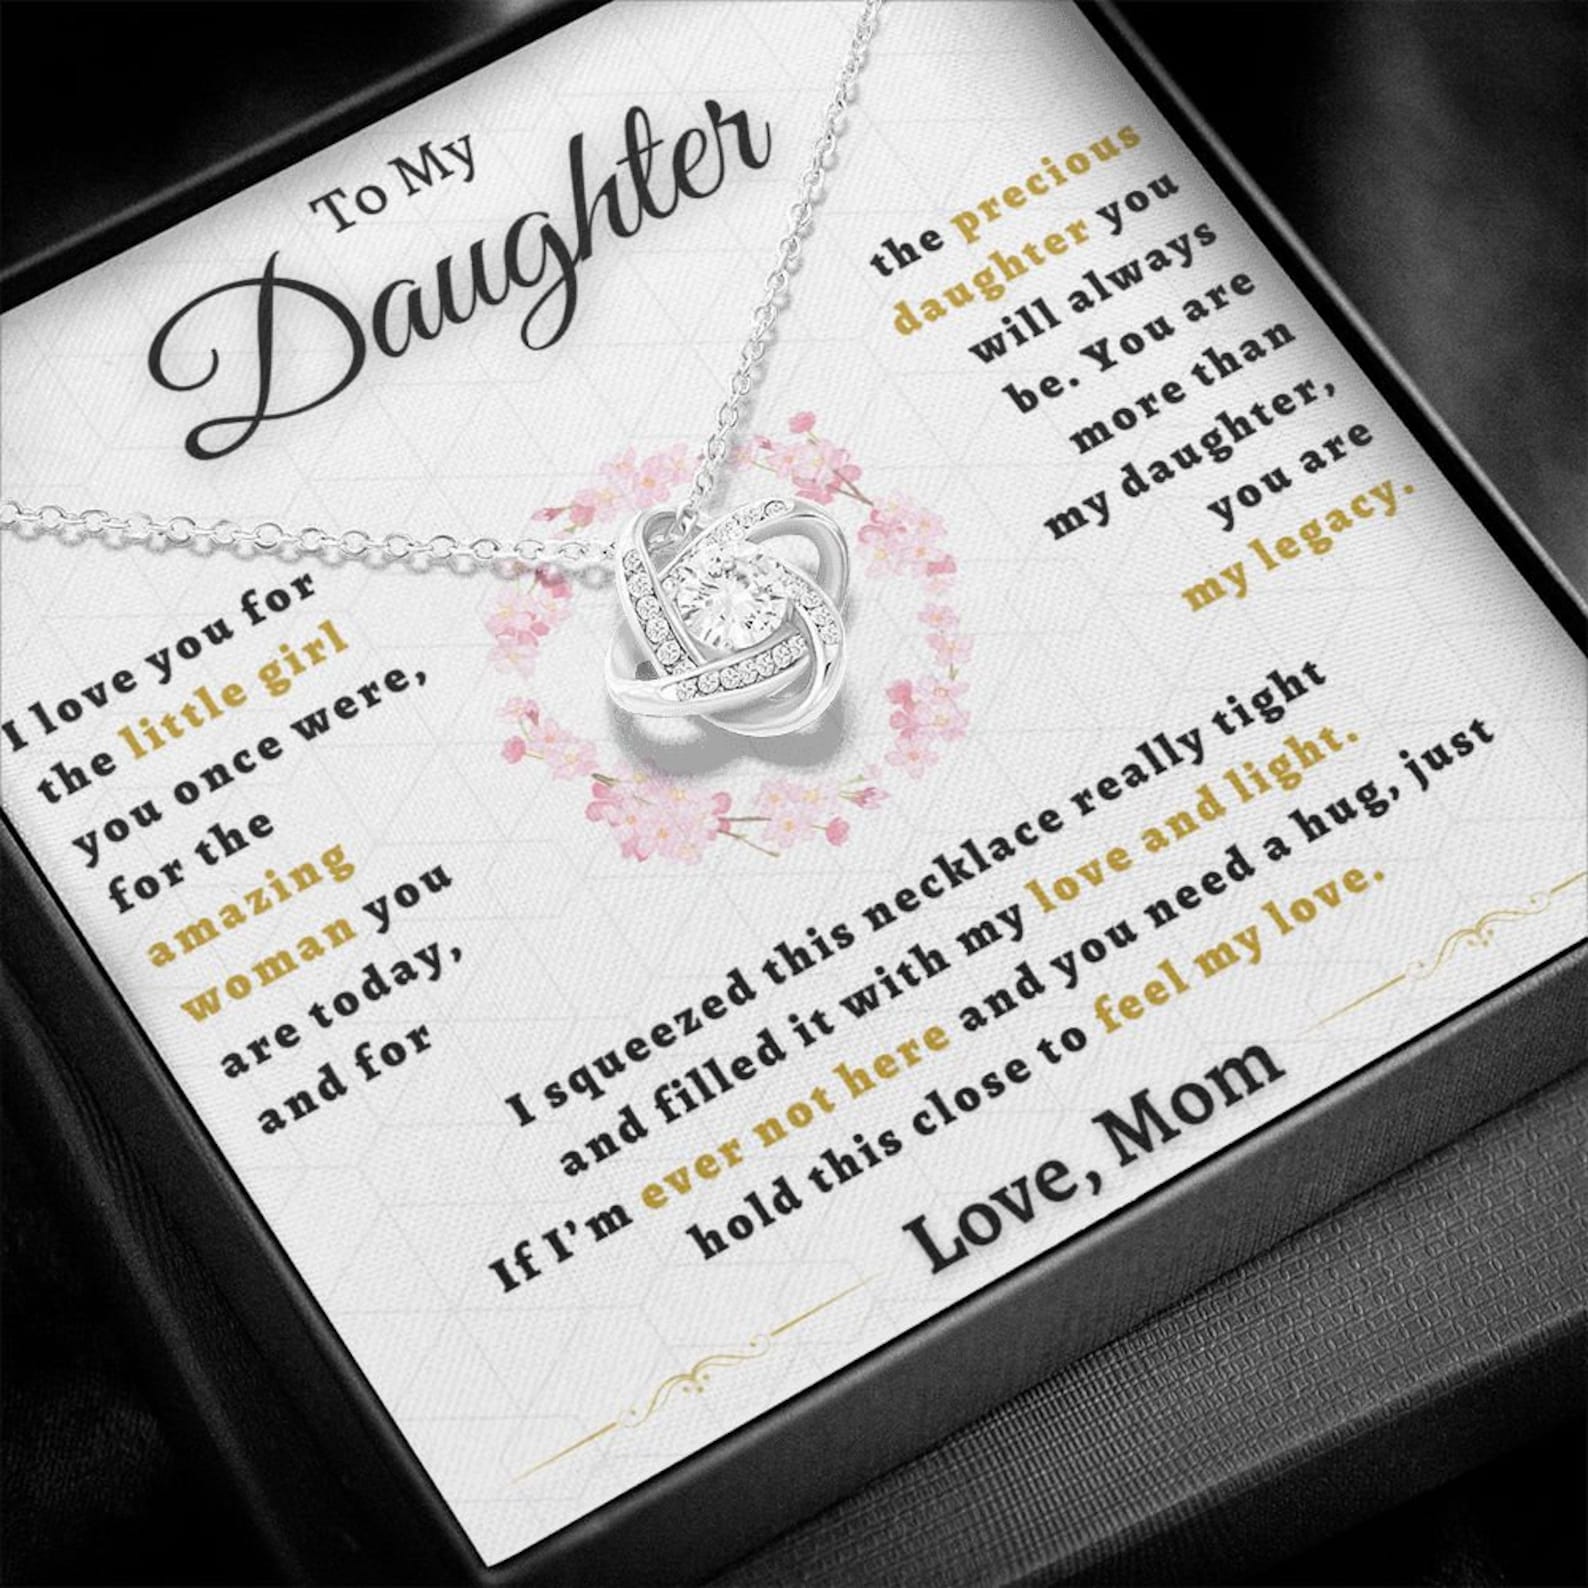 To My
Daughter
I love you for
the little girl
you once were,
for the
amazing
woman you
are today,
and for
the precious
daughter you
will always
be. You are
more than
my daughter,
you are
my legacy.
I squeezed this necklace really tight
and filled it with my love and light.
If I'm ever not here and you need a hug, just
hold this close to feel my love.
Love, Mom